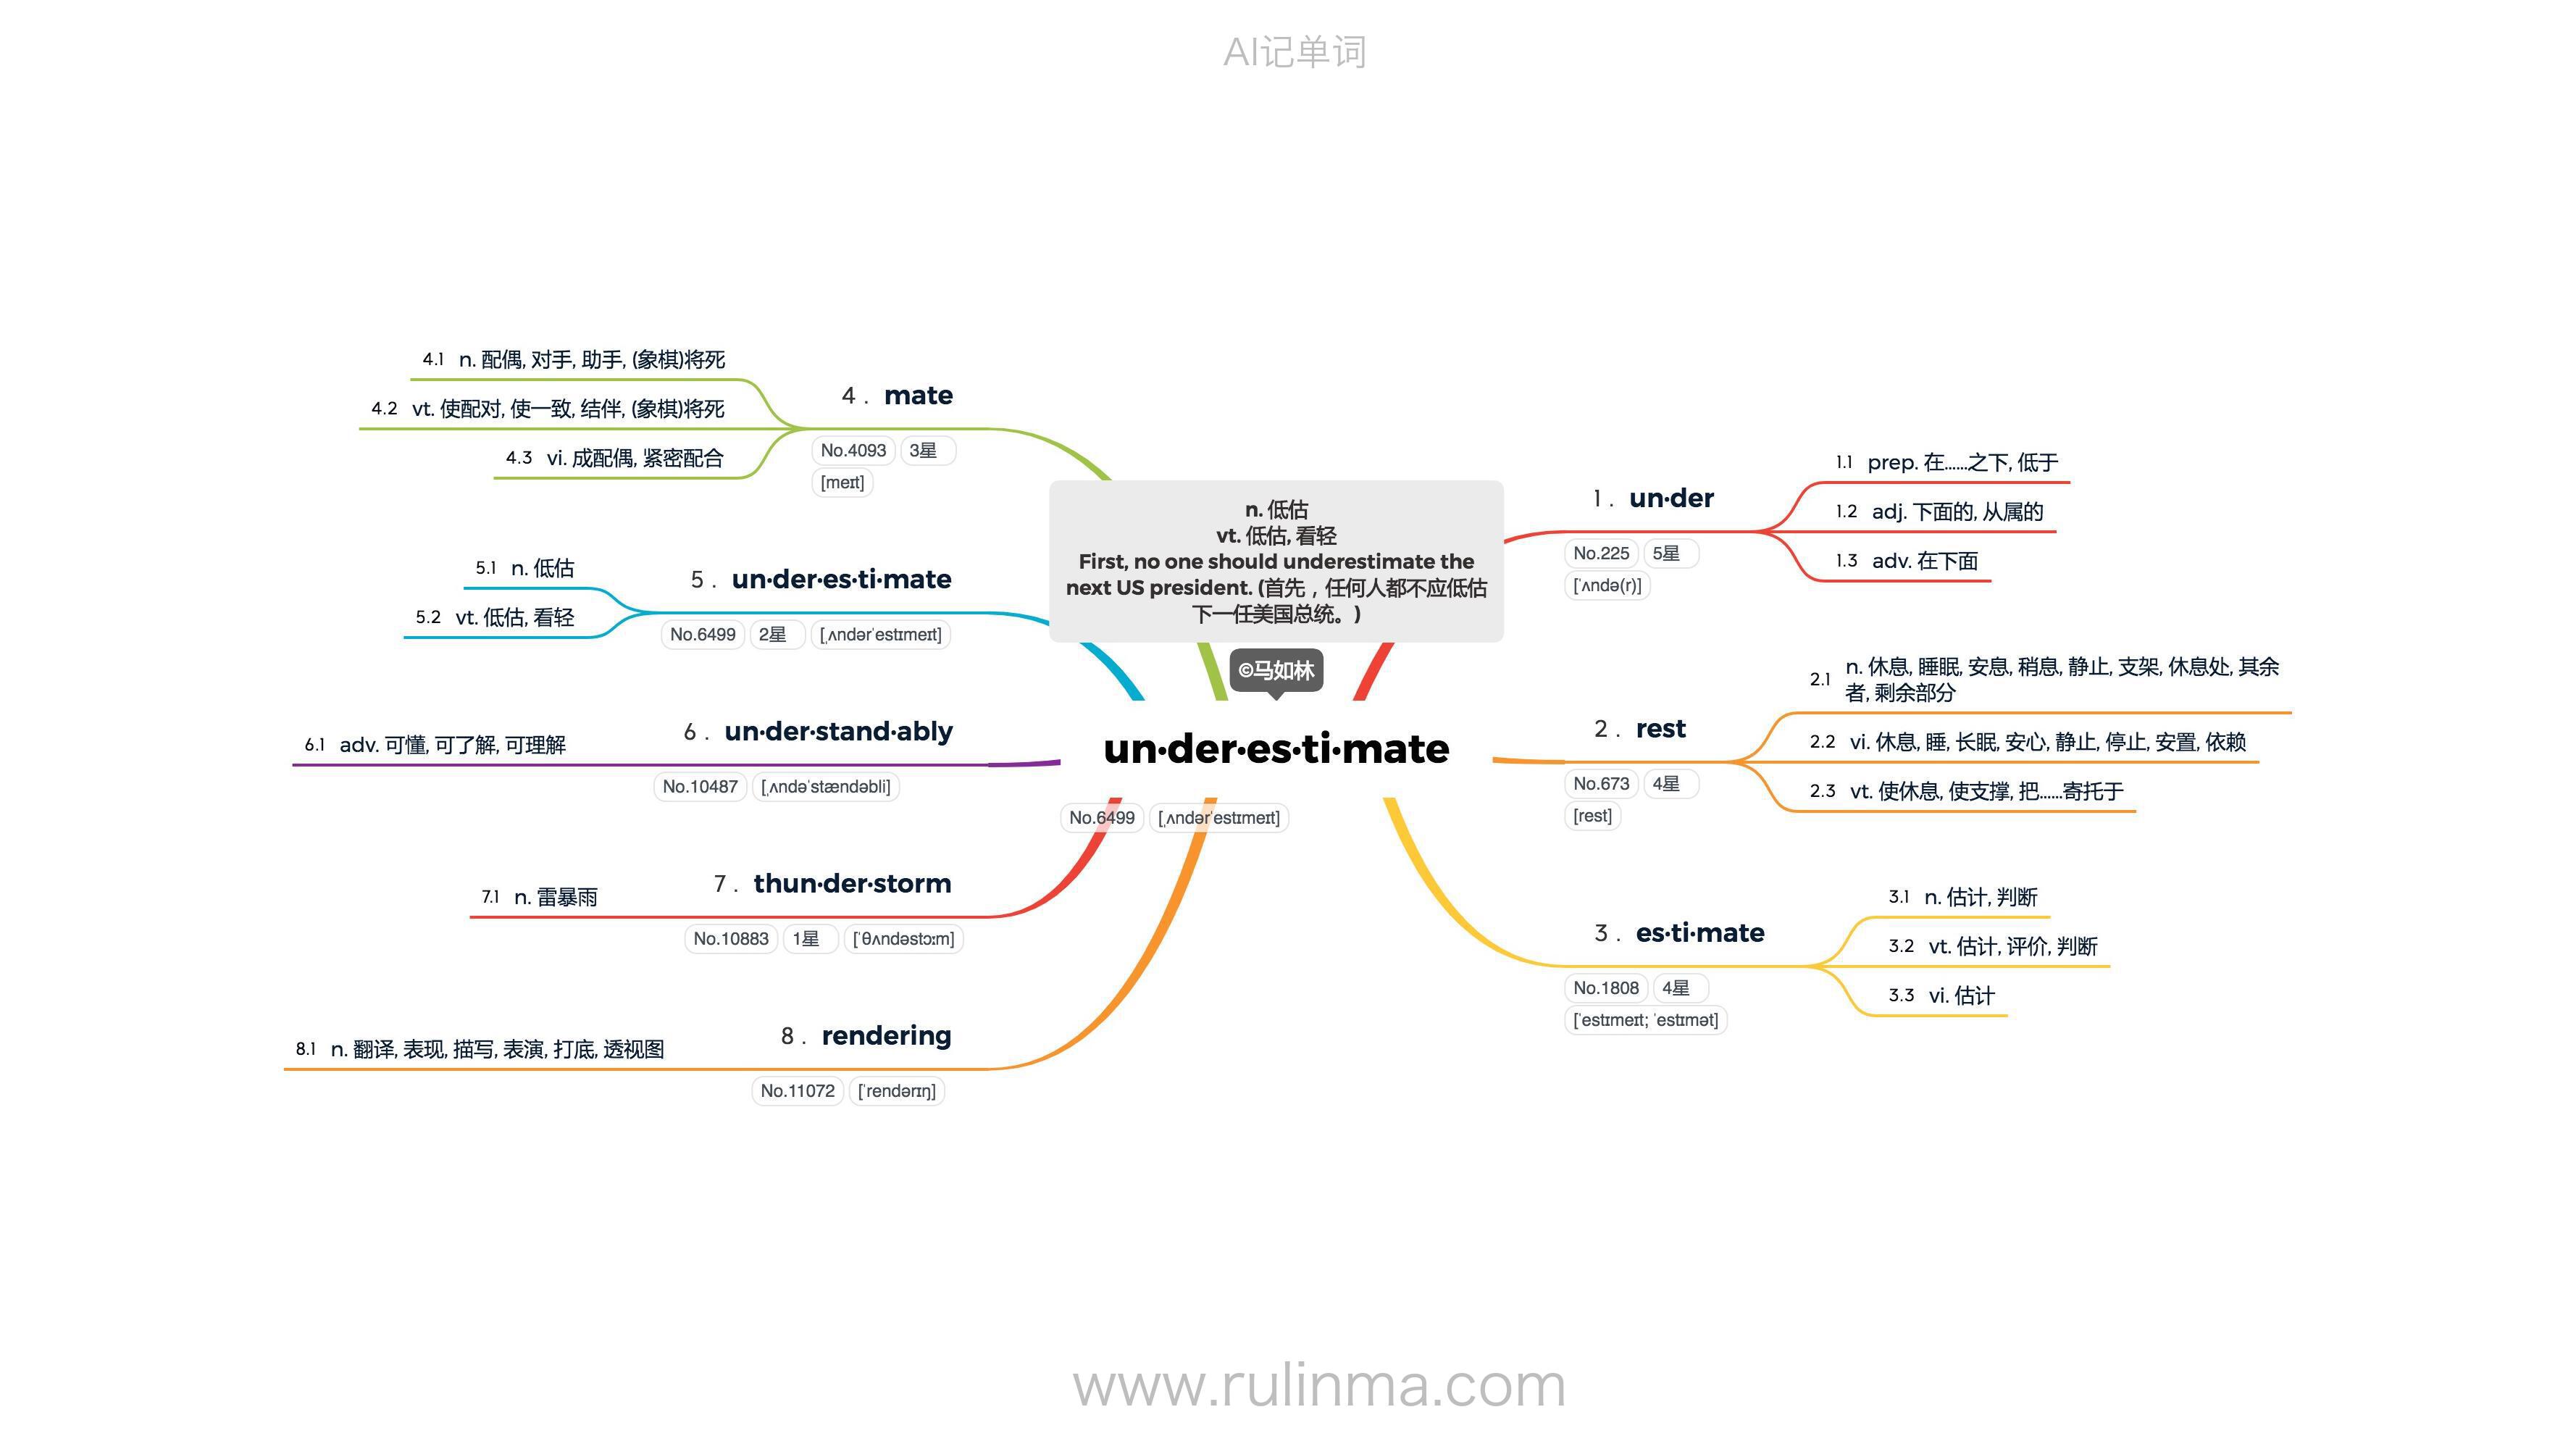 AI记单词
n. 低估
vt. 低估, 看轻
First, no one should underestimate the
next US president. (首先，任何人都不应低估
下一任美国总统。)
©马如林
un·der·es·ti·mate
No.6499 [ˌʌndərˈestɪmeɪt]
1 . un·der
No.225 5星
[ˈʌndə(r)]
1.1 prep. 在……之下, 低于
1.2 adj. 下面的, 从属的
1.3 adv. 在下面
2 . rest
No.673 4星
[rest]
2.1 n. 休息, 睡眠, 安息, 稍息, 静止, 支架, 休息处, 其余
者, 剩余部分
2.2 vi. 休息, 睡, 长眠, 安心, 静止, 停止, 安置, 依赖
2.3 vt. 使休息, 使支撑, 把……寄托于
3 . es·ti·mate
No.1808 4星
[ˈestɪmeɪt; ˈestɪmət]
3.1 n. 估计, 判断
3.2 vt. 估计, 评价, 判断
3.3 vi. 估计
4 . mate
No.4093 3星
[meɪt]
4.1 n. 配偶, 对手, 助手, (象棋)将死
4.2 vt. 使配对, 使一致, 结伴, (象棋)将死
4.3 vi. 成配偶, 紧密配合
5 . un·der·es·ti·mate
No.6499 2星 [ˌʌndərˈestɪmeɪt]
5.1 n. 低估
5.2 vt. 低估, 看轻
6 . un·der·stand·ably
No.10487 [ˌʌndəˈstændəbli]
6.1 adv. 可懂, 可了解, 可理解
7 . thun·der·storm
No.10883 1星 [ˈθʌndəstɔːm]
7.1 n. 雷暴雨
8 . rendering
No.11072 [ˈrendərɪŋ]
8.1 n. 翻译, 表现, 描写, 表演, 打底, 透视图
www.rulinma.com